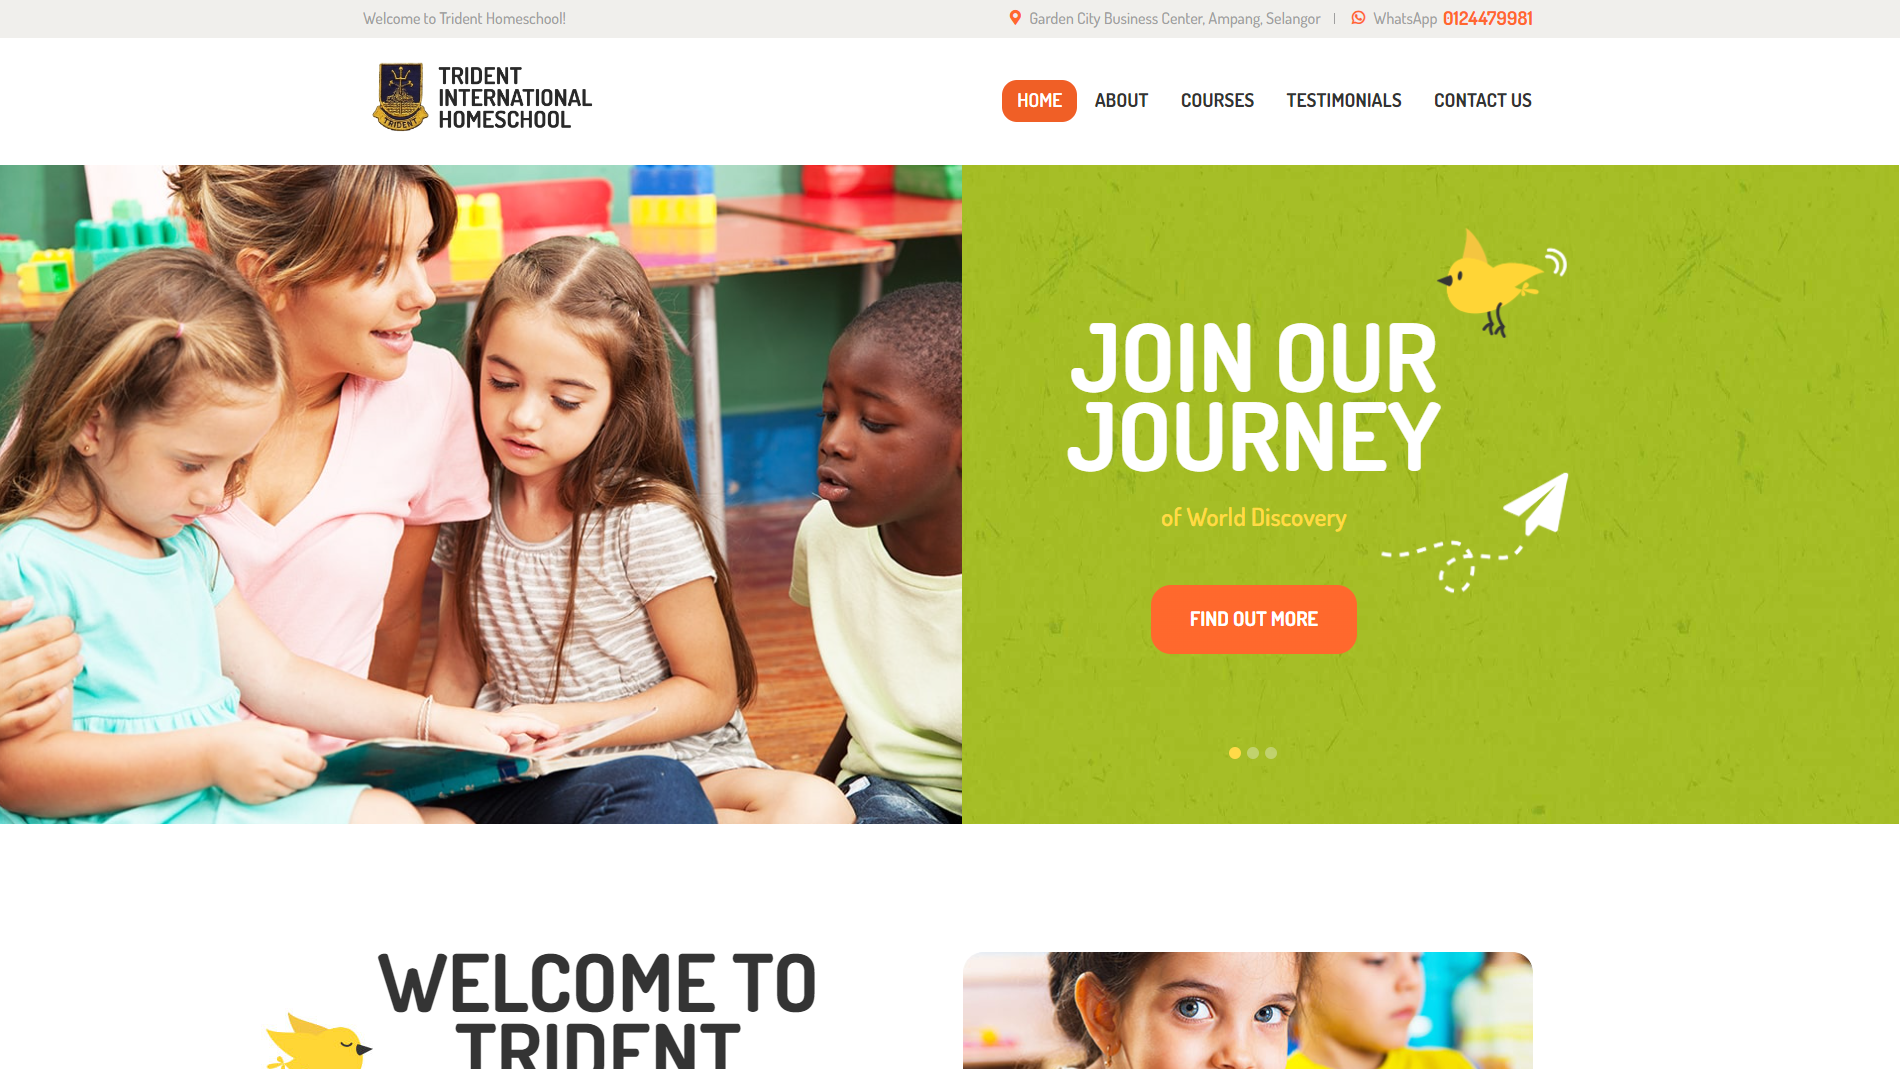 Welcome to Trident Homeschool!
Garden City Business Center, Ampang, Selangor | WhatsApp 0124479981
TRIDENT
TRIDENT
INTERNATIONAL
HOMESCHOOL
HOME ABOUT COURSES TESTIMONIALS CONTACT US
JOIN OUR
JOURNEY
of World Discovery
FIND OUT MORE
WELCOME TO
TRIDENT